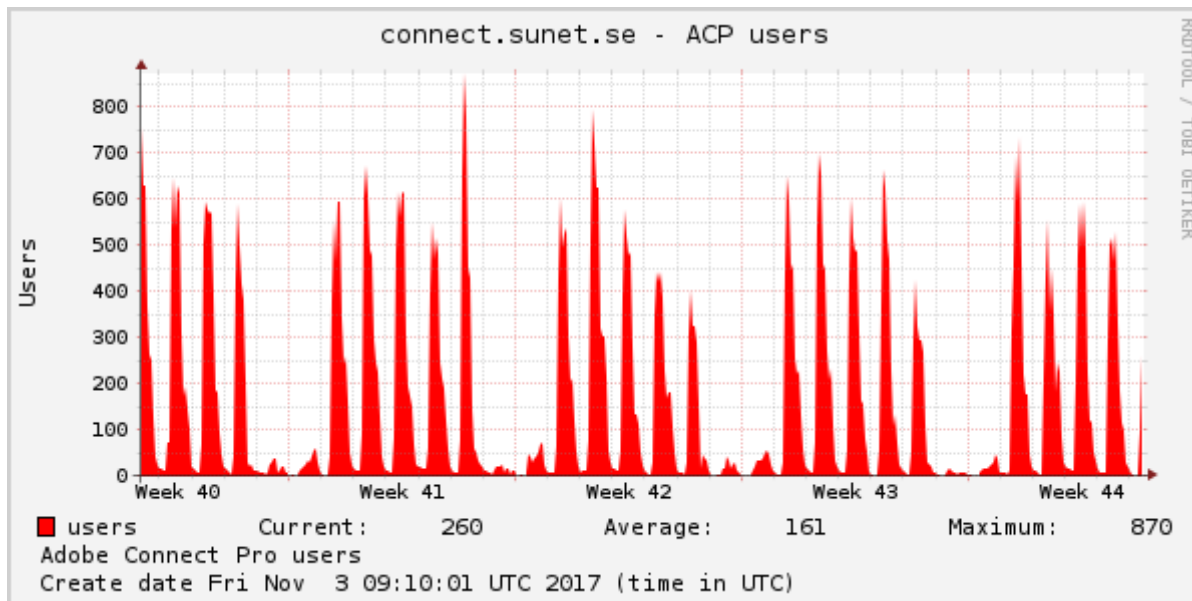 connect.sunet.se - ACP users
RRDTOOL / TOBI OETIKER
Users
800
700
600
500
400
300
200
100
0
Week 40 Week 41 Week 42 Week 43 Week 44
users Current: 260 Average: 161 Maximum: 870
Adobe Connect Pro users
Create date Fri Nov 3 09:10:01 UTC 2017 (time in UTC)